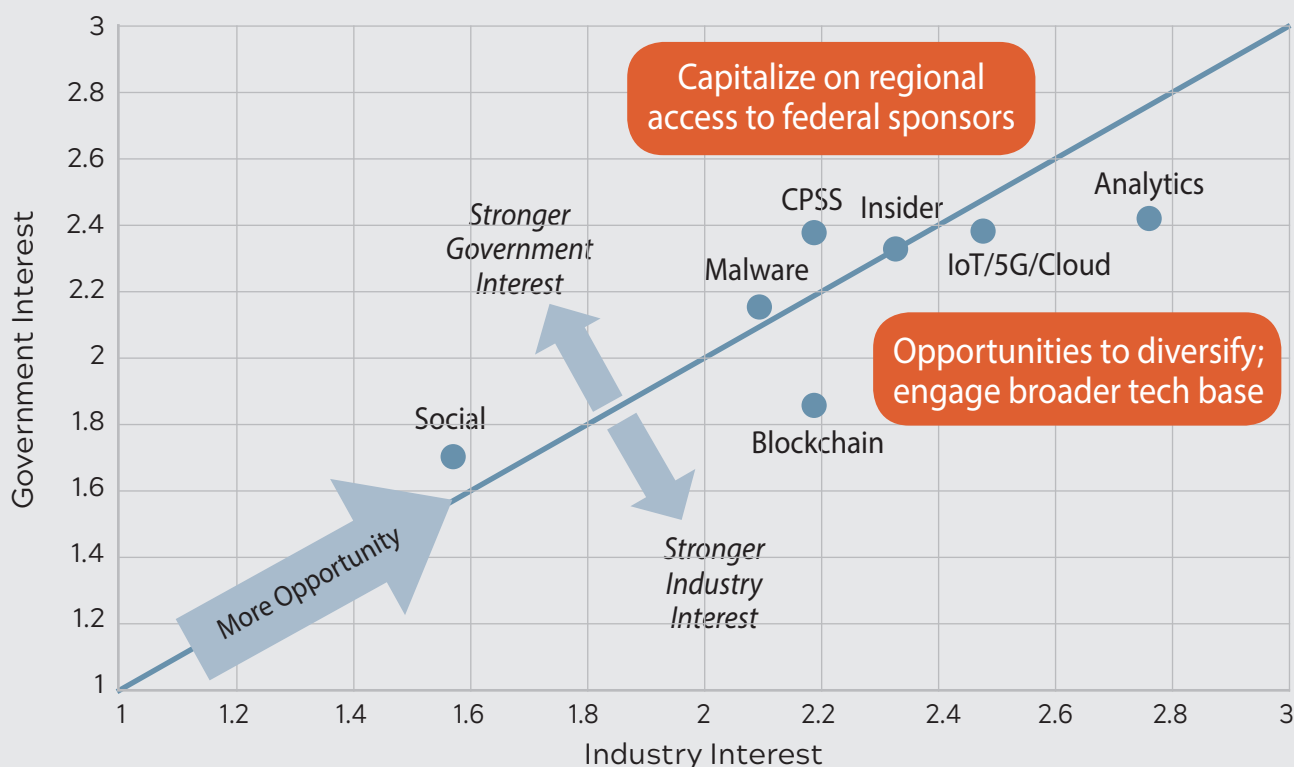 3
2.8
2.6
2.4
2.2
2
1.8
1.6
1.4
1.2
1
Government Interest
Capitalize on regional
access to federal sponsors
Analytics
CPSS
Insider
IoT/5G/Cloud
Malware
Stronger
Government
Interest
Opportunities to diversify;
engage broader tech base
Social
Blockchain
Stronger
Industry
Interest
More Opportunity
1
1.2
1.4
1.6
1.8
2
2.2
2.4
2.6
2.8
3
Industry Interest